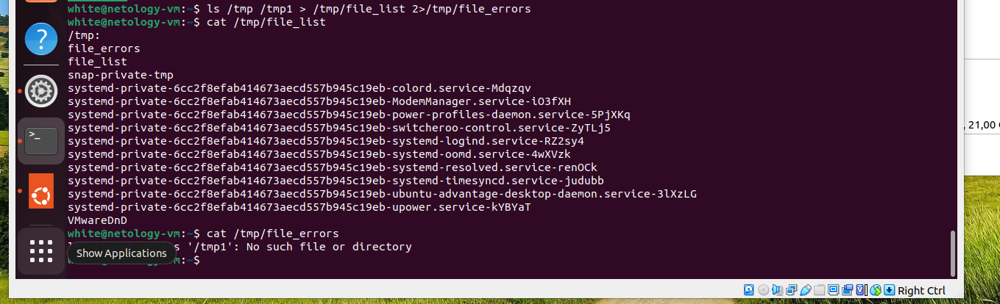 white@netology-vm:~$ ls /tmp /tmp1 > /tmp/file_list 2>/tmp/file_errors
white@netology-vm:~$ cat /tmp/file_list
/tmp:
file_errors
file_list
snap-private-tmp
systemd-private-6cc2f8efab414673aecd557b945c19eb-colord.service-Mdqzqv
systemd-private-6cc2f8efab414673aecd557b945c19eb-ModemManager.service-iO3fXH
systemd-private-6cc2f8efab414673aecd557b945c19eb-power-profiles-daemon.service-5PjXKq
systemd-private-6cc2f8efab414673aecd557b945c19eb-switcheroo-control.service-ZyTLj5
systemd-private-6cc2f8efab414673aecd557b945c19eb-systemd-logind.service-RZ2sy4
systemd-private-6cc2f8efab414673aecd557b945c19eb-systemd-oomd.service-4wXVzk
systemd-private-6cc2f8efab414673aecd557b945c19eb-systemd-resolved.service-renOCk
systemd-private-6cc2f8efab414673aecd557b945c19eb-systemd-timesyncd.service-judubb
systemd-private-6cc2f8efab414673aecd557b945c19eb-ubuntu-advantage-desktop-daemon.service-3lXzLG
systemd-private-6cc2f8efab414673aecd557b945c19eb-upower.service-kYBYaT
VMwareDnD
white@netology-vm:~$ cat /tmp/file_errors
'/tmp1': No such file or directory
Show Applications
:~$
, 21,00
Right Ctrl